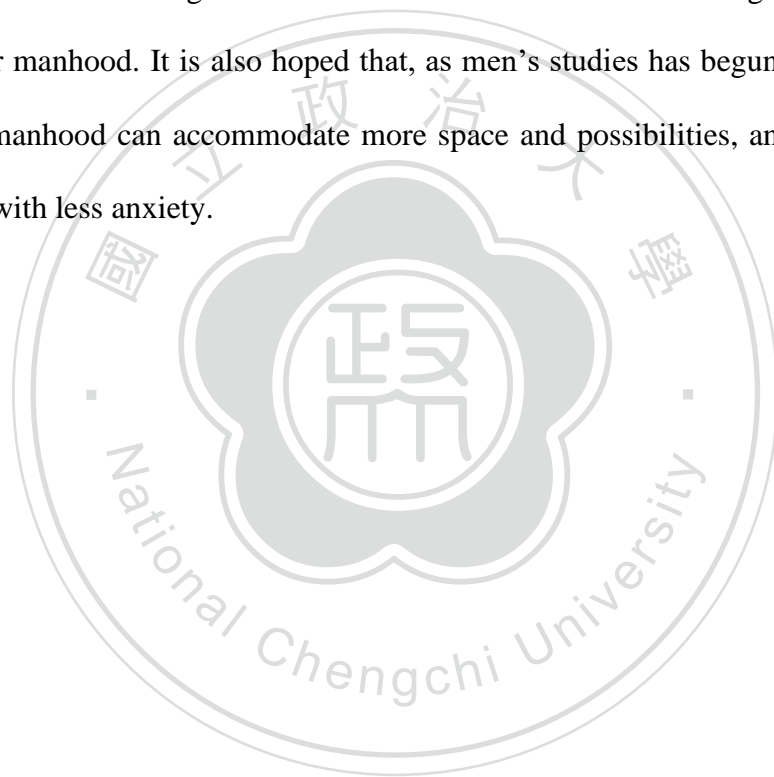 manhood. It is also hoped that, as men’s studies has begun
manhood can accommodate more space and possibilities, an
with less anxiety.
國立政治大學
政
National Chengchi University